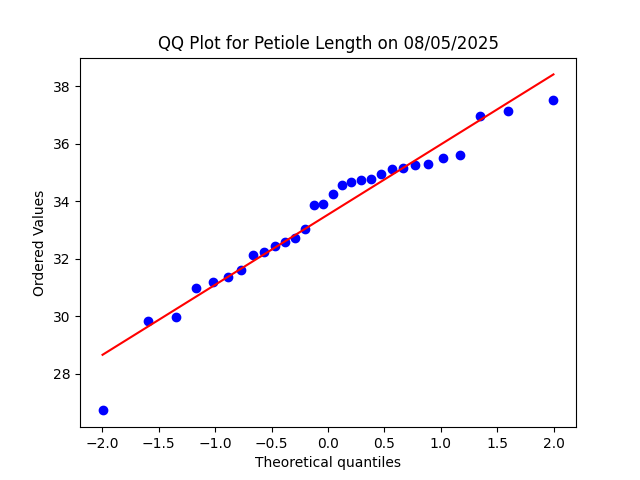 QQ Plot for Petiole Length on 08/05/2025
Ordered Values
38
36
34
32
30
28
−2.0 −1.5 −1.0 −0.5 0.0 0.5 1.0 1.5 2.0
Theoretical quantiles